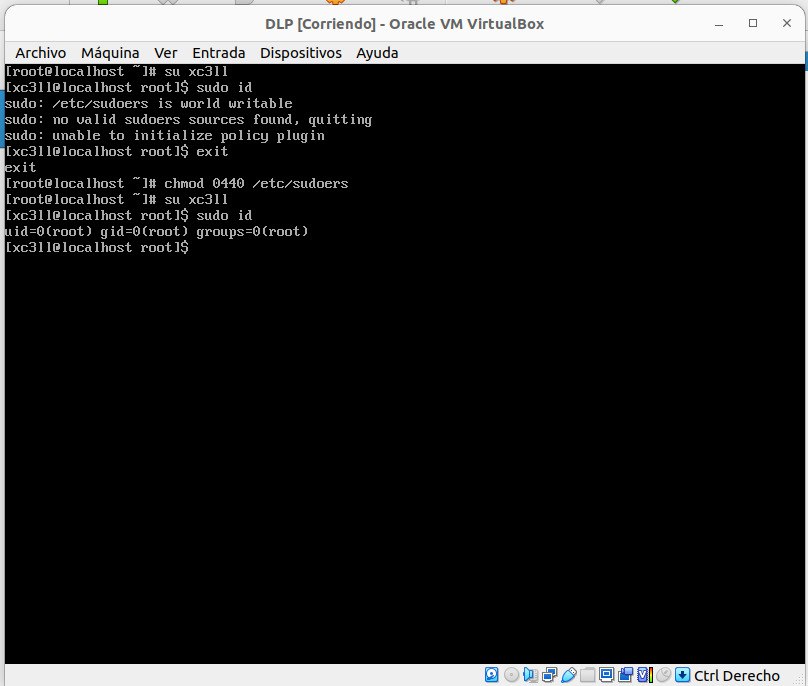 DLP [Corriendo] - Oracle VM VirtualBox
Archivo Máquina Ver Entrada Dispositivos Ayuda
[root@localhost ~]# su xc3ll
[xc3ll@localhost root]$ sudo id
sudo: /etc/sudoers is world writable
sudo: no valid sudoers sources found, quitting
sudo: unable to initialize policy plugin
[xc3ll@localhost root]$ exit
exit
[root@localhost ~]# chmod 0440 /etc/sudoers
[root@localhost ~]# su xc3ll
[xc3ll@localhost root]$ sudo id
uid=0(root) gid=0(root) groups=0(root)
[xc3ll@localhost root]$
Ctrl Derecho